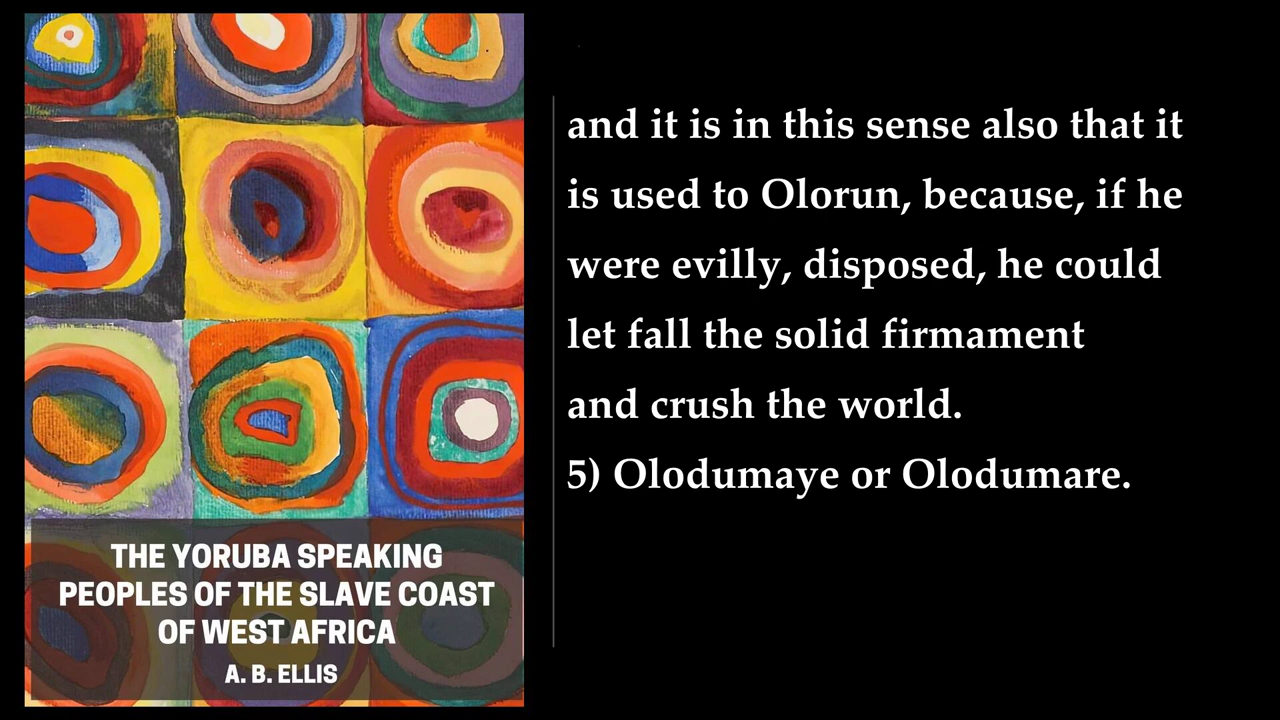 THE YORUBA SPEAKING
PEOPLES OF THE SLAVE COAST
OF WEST AFRICA
A. B. ELLIS
and it is in this sense also that it
is used to Olorun, because, if he
were evilly, disposed, he could
let fall the solid firmament
and crush the world.
5) Olodumaye or Olodumare.